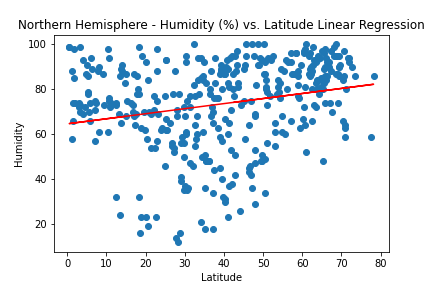 Northern Hemisphere - Humidity (%) vs. Latitude Linear Regression
100
80
60
40
20
Humidity
0 10 20 30 40 50 60 70 80
Latitude